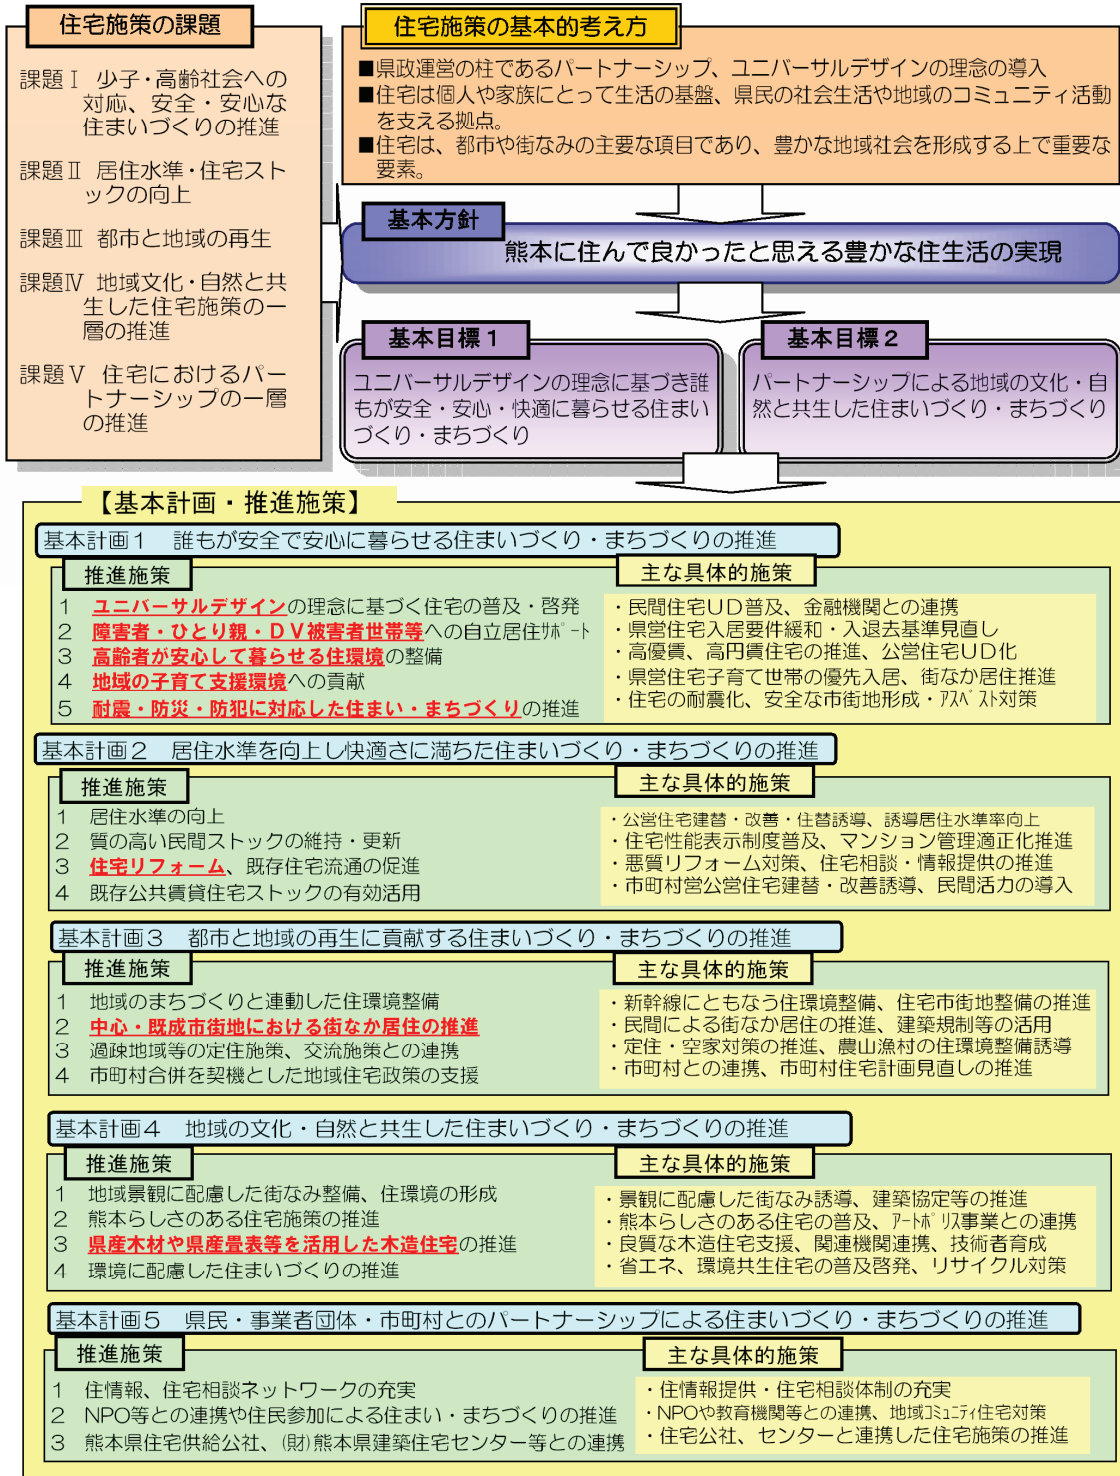 住宅施策の課題
課題Ⅰ 少子・高齢社会への
対応、安全・安心な
住まいづくりの推進
課題Ⅱ 居住水準・住宅スト
ックの向上
課題Ⅲ 都市と地域の再生
課題Ⅳ 地域文化・自然と共
生した住宅施策の一
層の推進
課題Ⅴ 住宅におけるパー
トナーシップの一層
の推進
住宅施策の基本的考え方
■県政運営の柱であるパートナーシップ、ユニバーサルデザインの理念の導入
■住宅は個人や家族にとって生活の基盤、県民の社会生活や地域のコミュニティ活動
を支える拠点。
■住宅は、都市や街なみの主要な項目であり、豊かな地域社会を形成する上で重要な
要素。
基本方針
熊本に住んで良かったと思える豊かな住生活の実現
基本目標1
ユニバーサルデザインの理念に基づき誰
もが安全・安心・快適に暮らせる住まい
づくり・まちづくり
基本目標2
パートナーシップによる地域の文化・自
然と共生した住まいづくり・まちづくり
【基本計画・推進施策】
基本計画1 誰もが安全で安心に暮らせる住まいづくり・まちづくりの推進
推進施策
1 ユニバーサルデザインの理念に基づく住宅の普及・啓発
2 障害者・ひとり親・DV被害者世帯等への自立居住ｻﾎﾟｰﾄ
3 高齢者が安心して暮らせる住環境の整備
4 地域の子育て支援環境への貢献
5 耐震・防災・防犯に対応した住まい・まちづくりの推進
主な具体的施策
・民間住宅UD普及、金融機関との連携
・県営住宅入居要件緩和・入退去基準見直し
・高優賃、高円賃住宅の推進、公営住宅UD化
・県営住宅子育て世帯の優先入居、街なか居住推進
・住宅の耐震化、安全な市街地形成・ｱｽﾍﾞｽﾄ対策
基本計画2 居住水準を向上し快適さに満ちた住まいづくり・まちづくりの推進
推進施策
1 居住水準の向上
2 質の高い民間ストックの維持・更新
3 住宅リフォーム、既存住宅流通の促進
4 既存公共賃貸住宅ストックの有効活用
主な具体的施策
・公営住宅建替・改善・住替誘導、誘導居住水準率向上
・住宅性能表示制度普及、マンション管理適正化推進
・悪質リフォーム対策、住宅相談・情報提供の推進
・市町村営公営住宅建替・改善誘導、民間活力の導入
基本計画3 都市と地域の再生に貢献する住まいづくり・まちづくりの推進
推進施策
1 地域のまちづくりと連動した住環境整備
2 中心・既成市街地における街なか居住の推進
3 過疎地域等の定住施策、交流施策との連携
4 市町村合併を契機とした地域住宅政策の支援
主な具体的施策
・新幹線にともなう住環境整備、住宅市街地整備の推進
・民間による街なか居住の推進、建築規制等の活用
・定住・空家対策の推進、農山漁村の住環境整備誘導
・市町村との連携、市町村住宅計画見直しの推進
基本計画4 地域の文化・自然と共生した住まいづくり・まちづくりの推進
推進施策
1 地域景観に配慮した街なみ整備、住環境の形成
2 熊本らしさのある住宅施策の推進
3 県産木材や県産畳表等を活用した木造住宅の推進
4 環境に配慮した住まいづくりの推進
主な具体的施策
・景観に配慮した街なみ誘導、建築協定等の推進
・熊本らしさのある住宅の普及、ｱｰﾄﾎﾟﾘｽ事業との連携
・良質な木造住宅支援、関連機関連携、技術者育成
・省エネ、環境共生住宅の普及啓発、リサイクル対策
基本計画5 県民・事業者団体・市町村とのパートナーシップによる住まいづくり・まちづくりの推進
推進施策
1 住情報、住宅相談ネットワークの充実
2 NPO等との連携や住民参加による住まい・まちづくりの推進
3 熊本県住宅供給公社、(財)熊本県建築住宅センター等との連携
主な具体的施策
・住情報提供・住宅相談体制の充実
・NPOや教育機関等との連携、地域ｺﾐｭﾆﾃｨ住宅対策
・住宅公社、センターと連携した住宅施策の推進